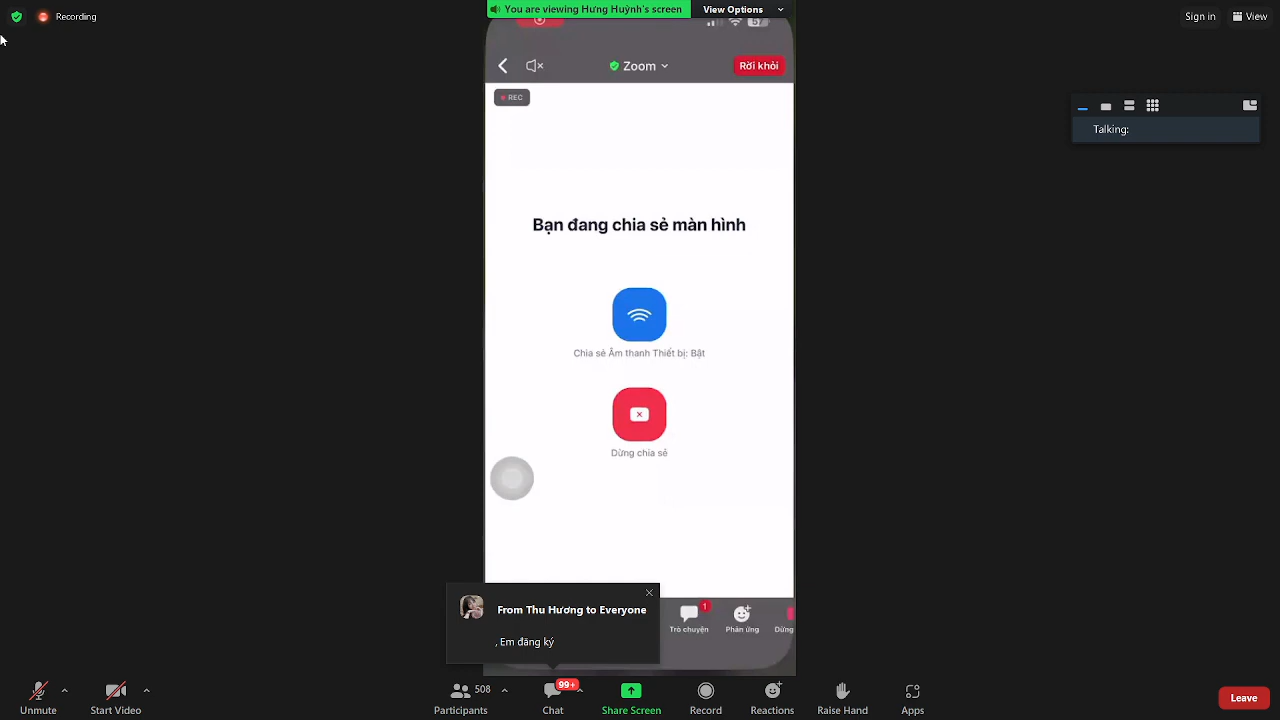 Recording
You are viewing Hưng Huỳnh's screen
View Options
Sign in
View
57
Zoom
Rời khỏi
REC
Talking:
Bạn đang chia sẻ màn hình
Chia sẻ Âm thanh Thiết bị: Bật
Dừng chia sẻ
From Thu Hương to Everyone
, Em đăng ký
1
Trò chuyện
Phản ứng
Dừng
Unmute
Start Video
508
Participants
99+
Chat
Share Screen
Record
Reactions
Raise Hand
Apps
Leave